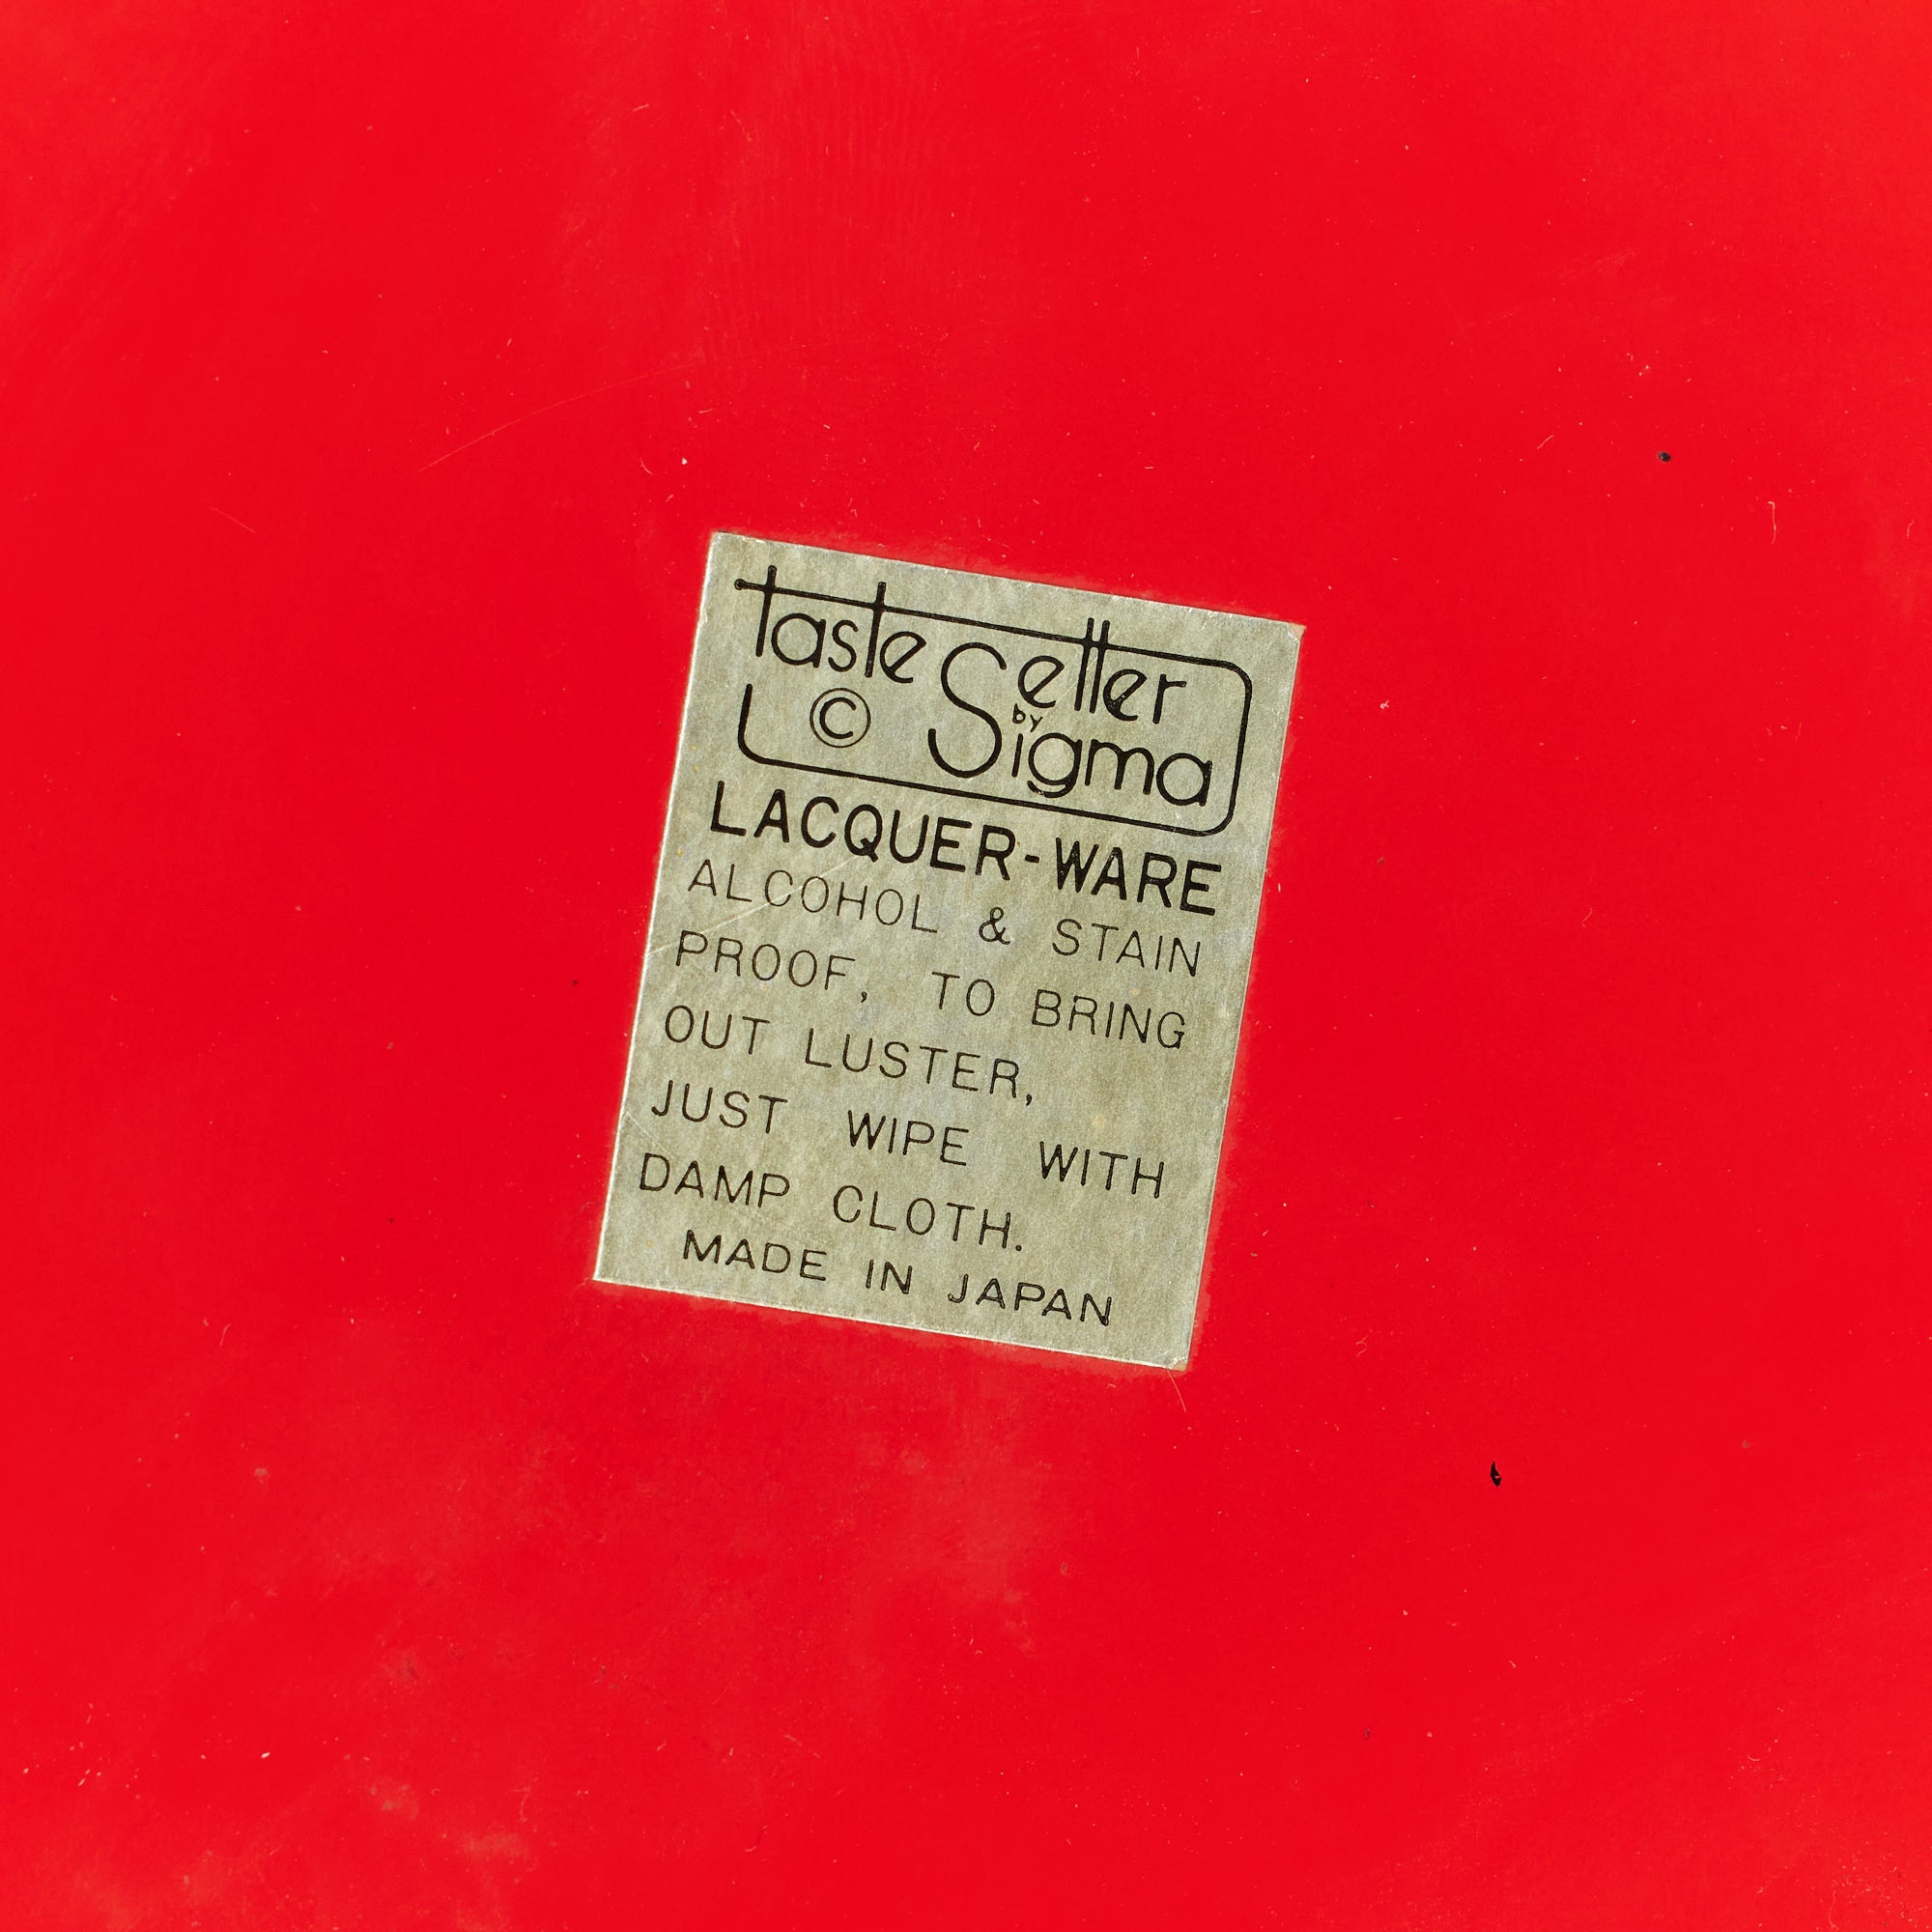 taste Setter
© by Sigma
LACQUER-WARE
ALCOHOL & STAIN
PROOF, TO BRING
OUT LUSTER,
JUST WIPE WITH
DAMP CLOTH.
MADE IN JAPAN